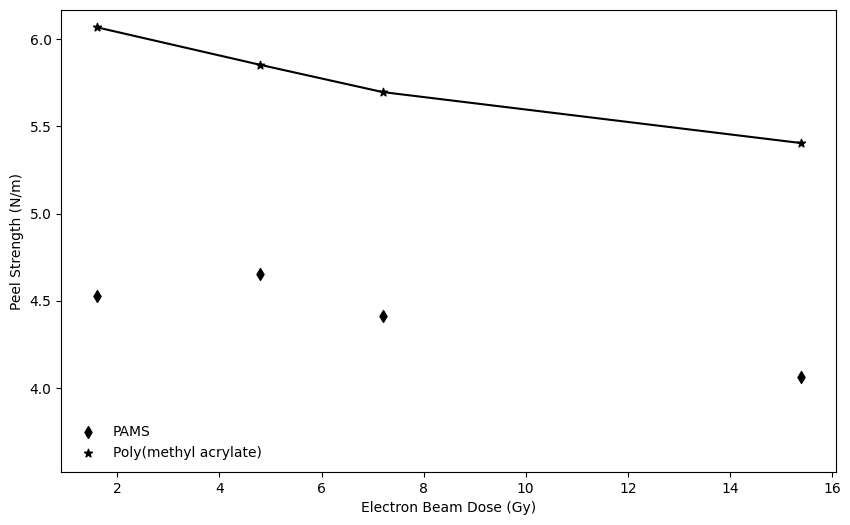 6.0
5.5
5.0
4.5
4.0
Peel Strength (N/m)
PAMS
Poly(methyl acrylate)
2 4 6 8 10 12 14 16
Electron Beam Dose (Gy)